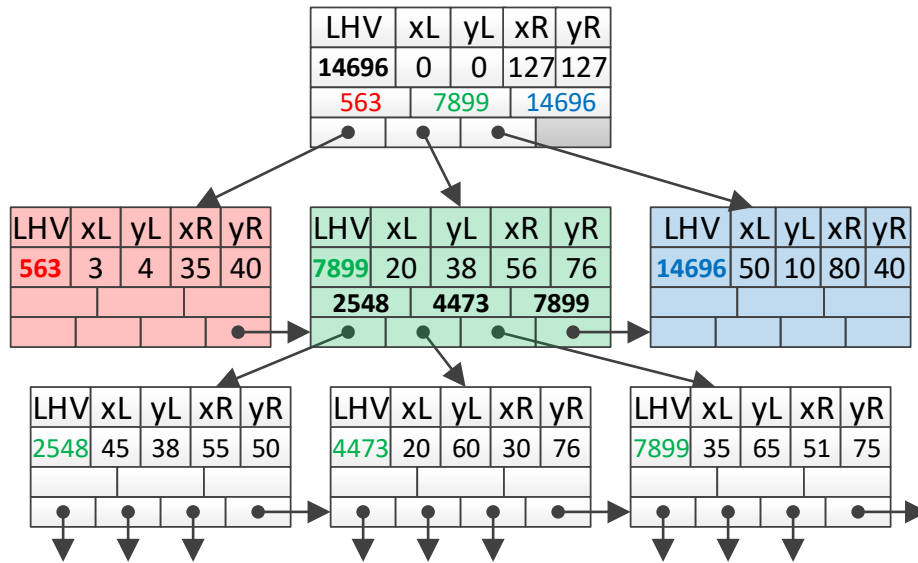 LHV xL yL xR yR
14696 0 0 127 127
563 7899 14696
LHV xL yL xR yR
563 3 4 35 40
LHV xL yL xR yR
7899 20 38 56 76
2548 4473 7899
LHV xL yL xR yR
14696 50 10 80 40
LHV xL yL xR yR
2548 45 38 55 50
LHV xL yL xR yR
4473 20 60 30 76
LHV xL yL xR yR
7899 35 65 51 75